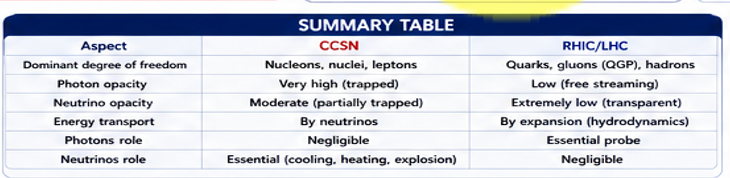 SUMMARY TABLE
Aspect CCSN RHIC/LHC
Dominant degree of freedom Nucleons, nuclei, leptons Quarks, gluons (QGP), hadrons
Photon opacity Very high (trapped) Low (free streaming)
Neutrino opacity Moderate (partially trapped) Extremely low (transparent)
Energy transport By neutrinos By expansion (hydrodynamics)
Photons role Negligible Essential probe
Neutrinos role Essential (cooling, heating, explosion) Negligible